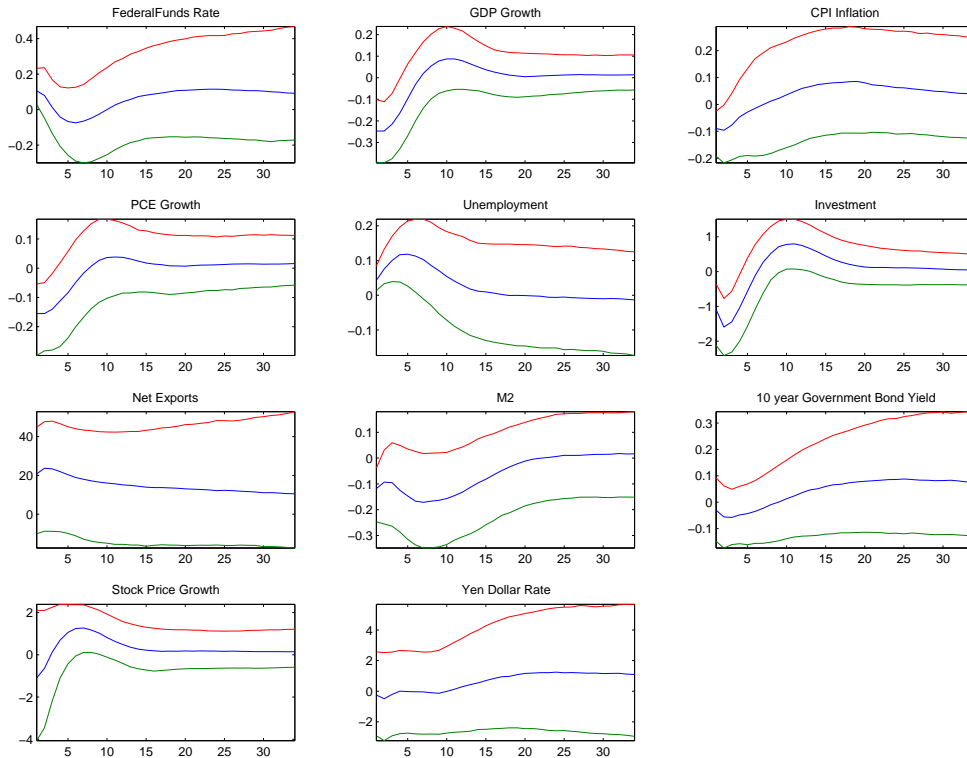 FederalFunds Rate
0.4
0.2
0
−0.2
5 10 15 20 25 30
GDP Growth
0.2
0.1
0
−0.1
−0.2
−0.3
5 10 15 20 25 30
CPI Inflation
0.2
0.1
0
−0.1
−0.2
5 10 15 20 25 30
PCE Growth
0.1
0
−0.1
−0.2
5 10 15 20 25 30
Unemployment
0.2
0.1
0
−0.1
5 10 15 20 25 30
Investment
1
0
−1
−2
5 10 15 20 25 30
Net Exports
40
20
0
5 10 15 20 25 30
M2
0.1
0
−0.1
−0.2
−0.3
5 10 15 20 25 30
10 year Government Bond Yield
0.3
0.2
0.1
0
−0.1
5 10 15 20 25 30
Stock Price Growth
2
0
−2
−4
5 10 15 20 25 30
Yen Dollar Rate
4
2
0
−2
5 10 15 20 25 30